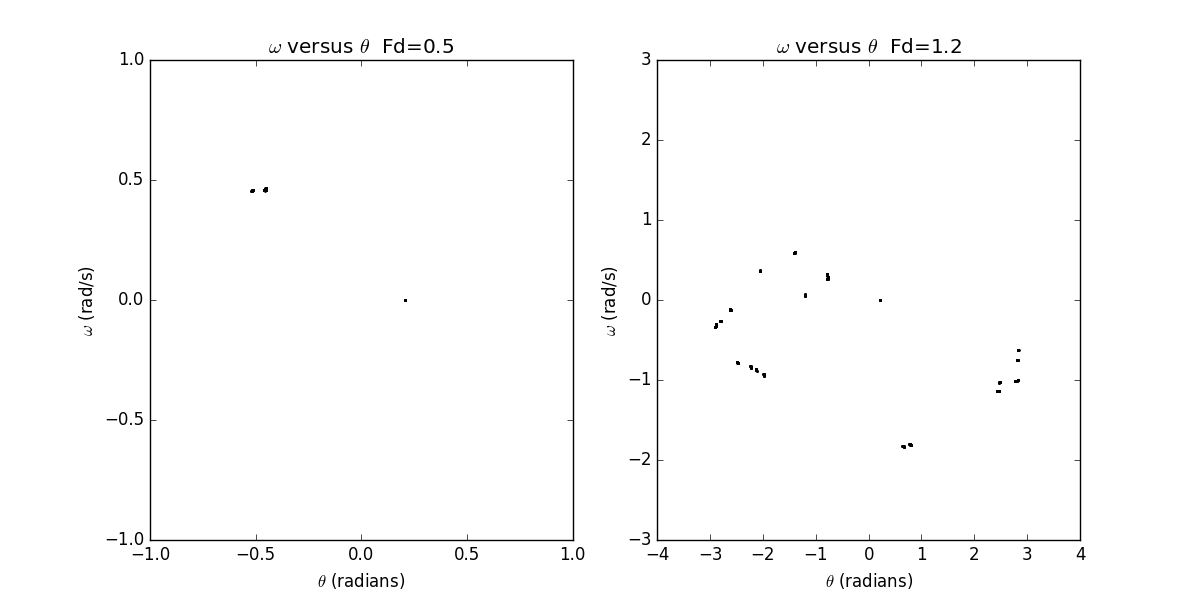 ω versus θ Fd=0.5
1.0
0.5
0.0
−0.5
−1.0
ω (rad/s)
−1.0 −0.5 0.0 0.5 1.0
θ (radians)
ω versus θ Fd=1.2
3
2
1
0
−1
−2
−3
ω (rad/s)
−4 −3 −2 −1 0 1 2 3 4
θ (radians)